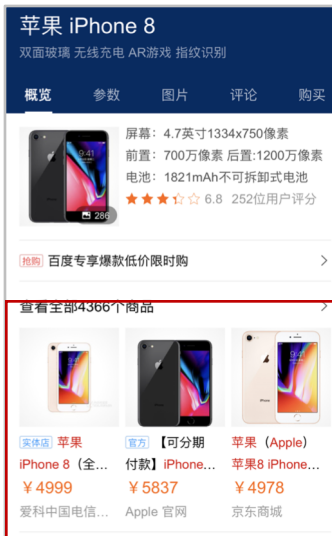 苹果 iPhone 8
双面玻璃 无线充电 AR游戏 指纹识别
概览 参数 图片 评论 购买
屏幕：4.7英寸1334x750像素
前置：700万像素 后置:1200万像素
电池：1821mAh不可拆卸式电池
286
6.8 252位用户评分
抢购 百度专享爆款低价限时购
查看全部4366个商品
实体店 苹果
iPhone 8（全...
￥4999
爱科中国电信...
官方 【可分期
付款】iPhone...
￥5837
Apple 官网
苹果（Apple）
苹果8 iPhone...
￥4978
京东商城